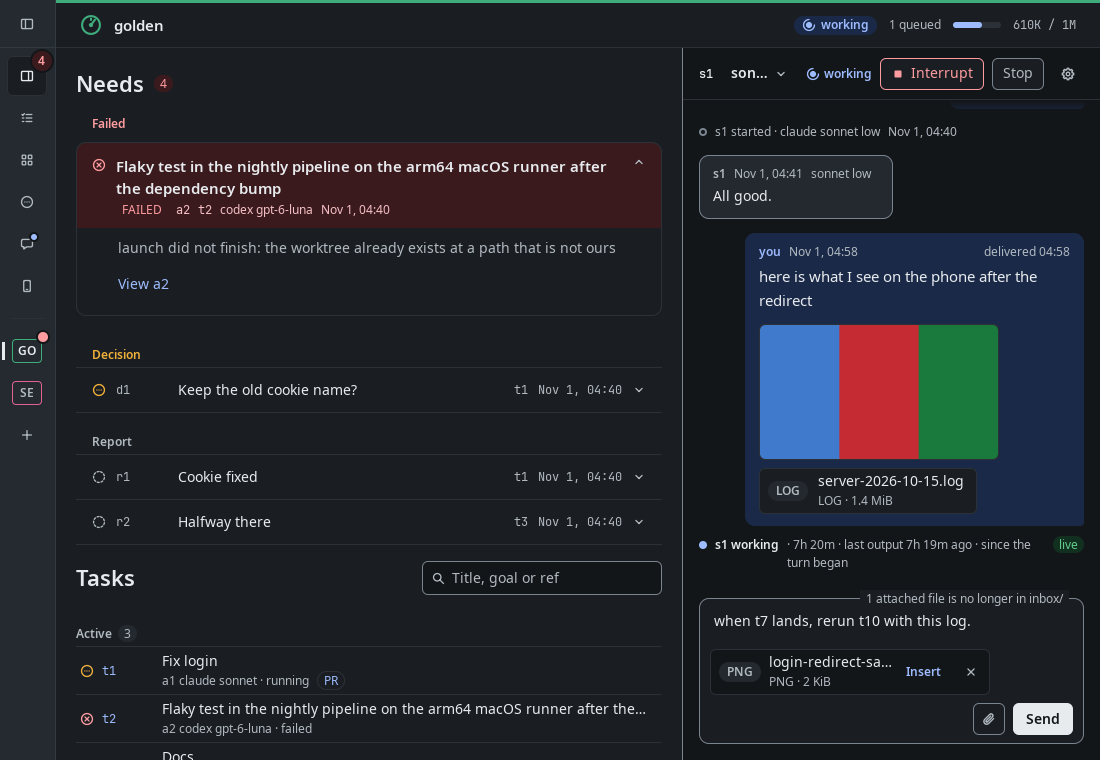 golden
working
1 queued
610K / 1M
4
GO
SE
Needs 4
Failed
Flaky test in the nightly pipeline on the arm64 macOS runner after
the dependency bump
FAILED a2 t2 codex gpt-6-luna Nov 1, 04:40
launch did not finish: the worktree already exists at a path that is not ours
View a2
Decision
d1 Keep the old cookie name? t1 Nov 1, 04:40
Report
r1 Cookie fixed t1 Nov 1, 04:40
r2 Halfway there t3 Nov 1, 04:40
Tasks
Title, goal or ref
Active 3
t1 Fix login
a1 claude sonnet · running PR
t2 Flaky test in the nightly pipeline on the arm64 macOS runner after the…
a2 codex gpt-6-luna · failed
Docs
s1 son… working Interrupt Stop
s1 started · claude sonnet low Nov 1, 04:40
s1 Nov 1, 04:41 sonnet low
All good.
you Nov 1, 04:58 delivered 04:58
here is what I see on the phone after the
redirect
LOG server-2026-10-15.log
LOG · 1.4 MiB
s1 working · 7h 20m · last output 7h 19m ago · since the live
turn began
1 attached file is no longer in inbox/
when t7 lands, rerun t10 with this log.
PNG login-redirect-sa… Insert ×
PNG · 2 KiB
Send